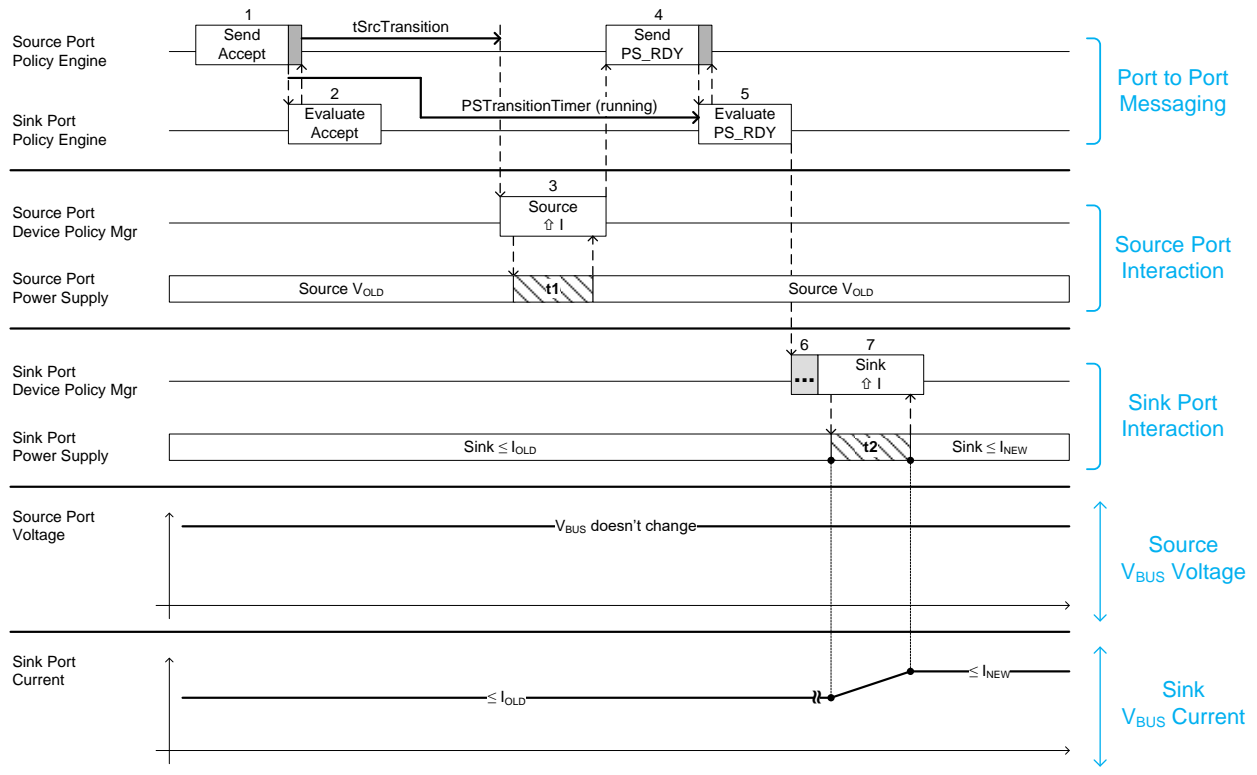 1
4
Source Port
Policy Engine
Send
Accept
tSrcTransition
Send
PS_RDY
Port to Port
Messaging
2
PSTransitionTimer (running)
5
Sink Port
Policy Engine
Evaluate
Accept
Evaluate
PS_RDY
3
Source Port
Device Policy Mgr
Source
⇧ I
Source Port
Interaction
Source Port
Power Supply
Source VOLD
t1
Source VOLD
6
7
Sink Port
Device Policy Mgr
...
Sink
⇧ I
Sink Port
Interaction
Sink Port
Power Supply
Sink ≤ IOLD
t2
Sink ≤ INEW
Source Port
Voltage
VBUS doesn't change
Source
VBUS Voltage
Sink Port
Current
≤ IOLD
≤ INEW
Sink
VBUS Current